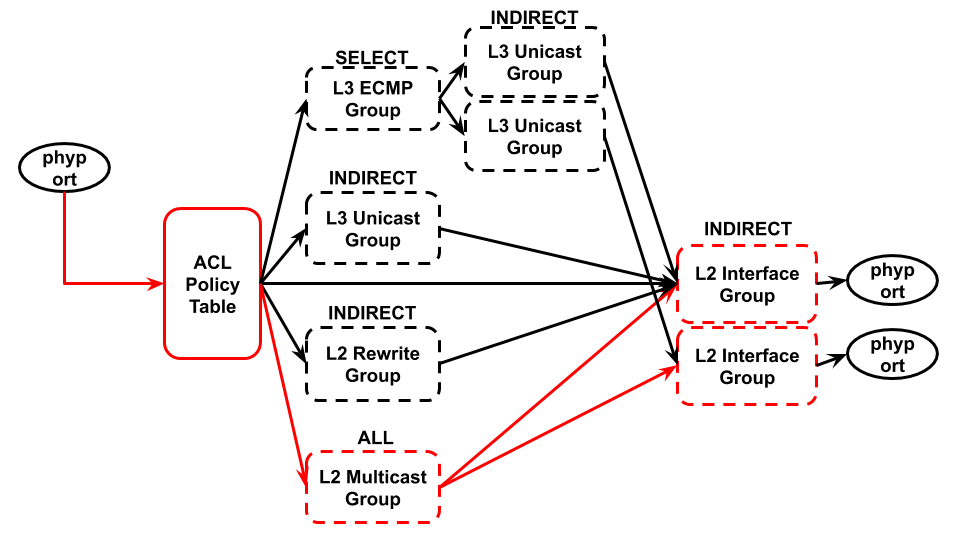 phyp
ort
ACL
Policy
Table
SELECT
L3 ECMP
Group
INDIRECT
L3 Unicast
Group
L3 Unicast
Group
INDIRECT
L3 Unicast
Group
INDIRECT
L2 Rewrite
Group
ALL
L2 Multicast
Group
INDIRECT
L2 Interface
Group
L2 Interface
Group
phyp
ort
phyp
ort